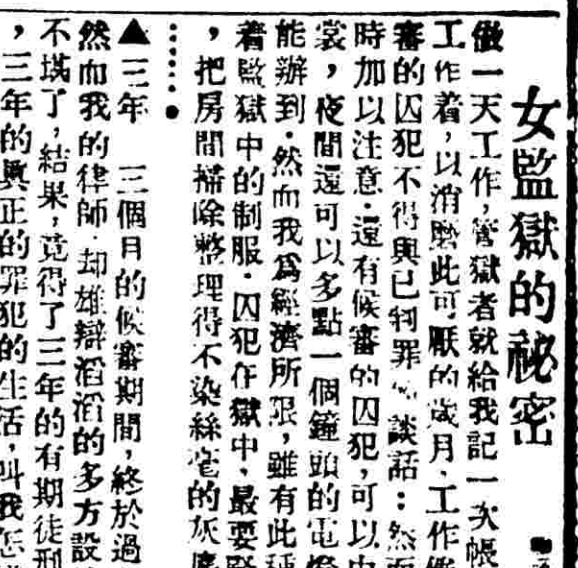 女監獄的祕密
做一天工作，管獄者就給我記一次帳
工作着，以消磨此可厭的歲月．工作
審的囚犯不得與已判罪談話：然而
時加以注意．還有候審的囚犯，可以
裳，夜間還可以多點一個鐘頭的電燈
能辦到．然而我爲經濟所限，雖有此種
着監獄中的制服．囚犯在獄中，最要
，把房間掃除整理得不染絲毫的灰塵
⋯⋯．
▲三年　三個月的候審期間，終於過
然而我的律師．却雄辯滔滔的多方設
不堪了，結果，竟得了三年的有期徒刑
，三年的眞正的罪犯的生活，叫我怎